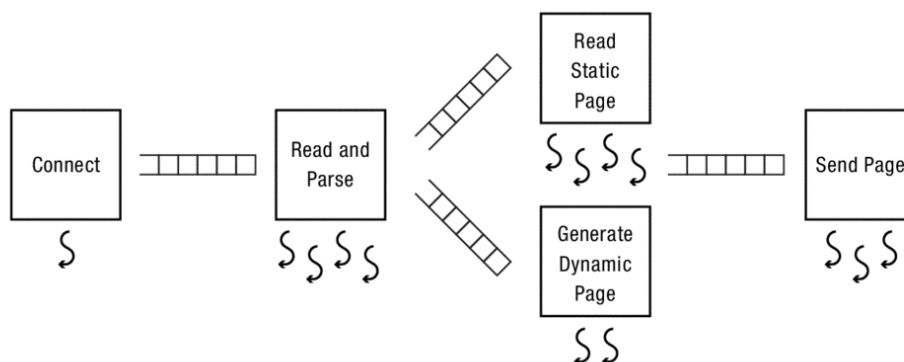 Connect
Read and
Parse
Read
Static
Page
Generate
Dynamic
Page
Send Page